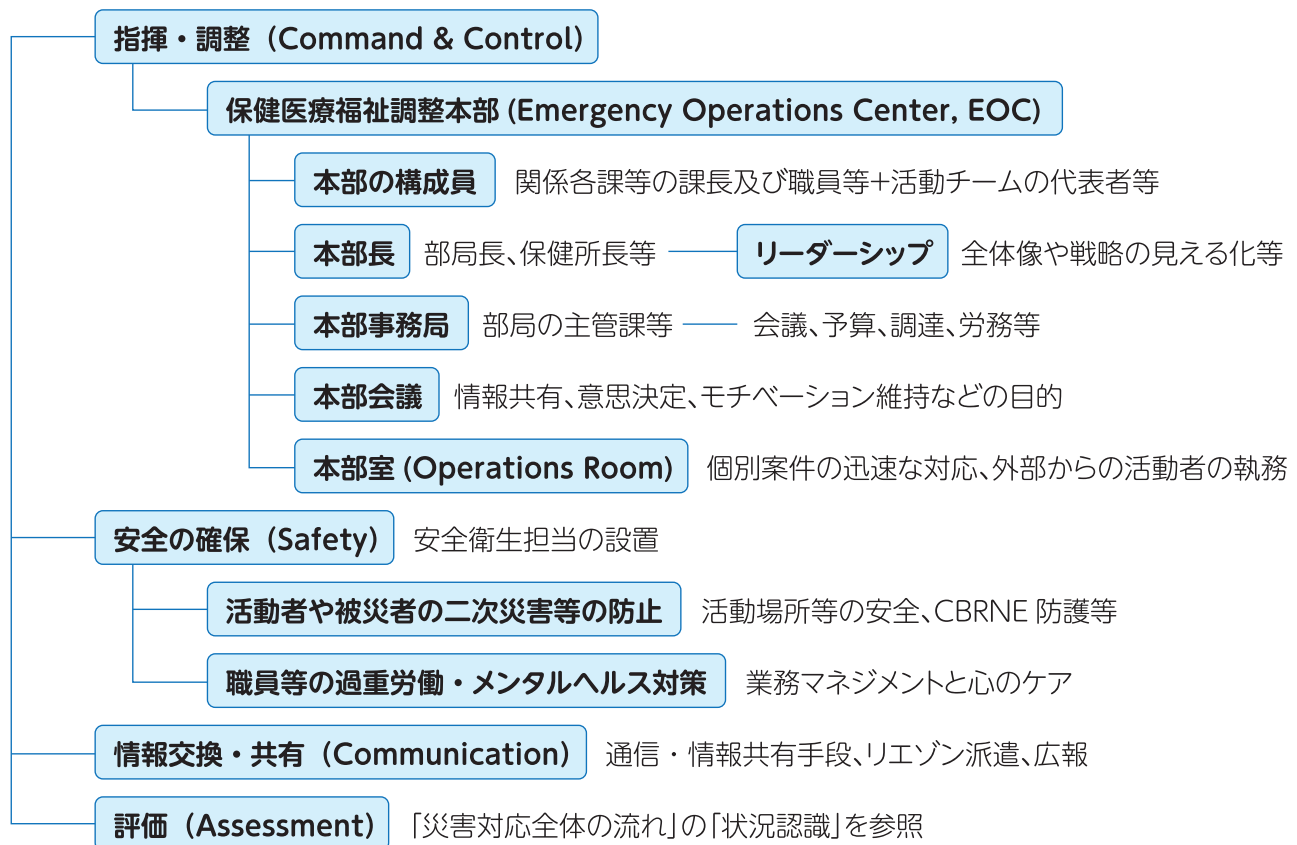 指揮・調整（Command & Control）
保健医療福祉調整本部 (Emergency Operations Center, EOC)
本部の構成員 関係各課等の課長及び職員等＋活動チームの代表者等
本部長 部局長、保健所長等 リーダーシップ 全体像や戦略の見える化等
本部事務局 部局の主管課等 会議、予算、調達、労務等
本部会議 情報共有、意思決定、モチベーション維持などの目的
本部室 (Operations Room) 個別案件の迅速な対応、外部からの活動者の執務
安全の確保（Safety） 安全衛生担当の設置
活動者や被災者の二次災害等の防止 活動場所等の安全、CBRNE 防護等
職員等の過重労働・メンタルヘルス対策 業務マネジメントと心のケア
情報交換・共有（Communication） 通信・情報共有手段、リエゾン派遣、広報
評価（Assessment） 「災害対応全体の流れ」の「状況認識」を参照